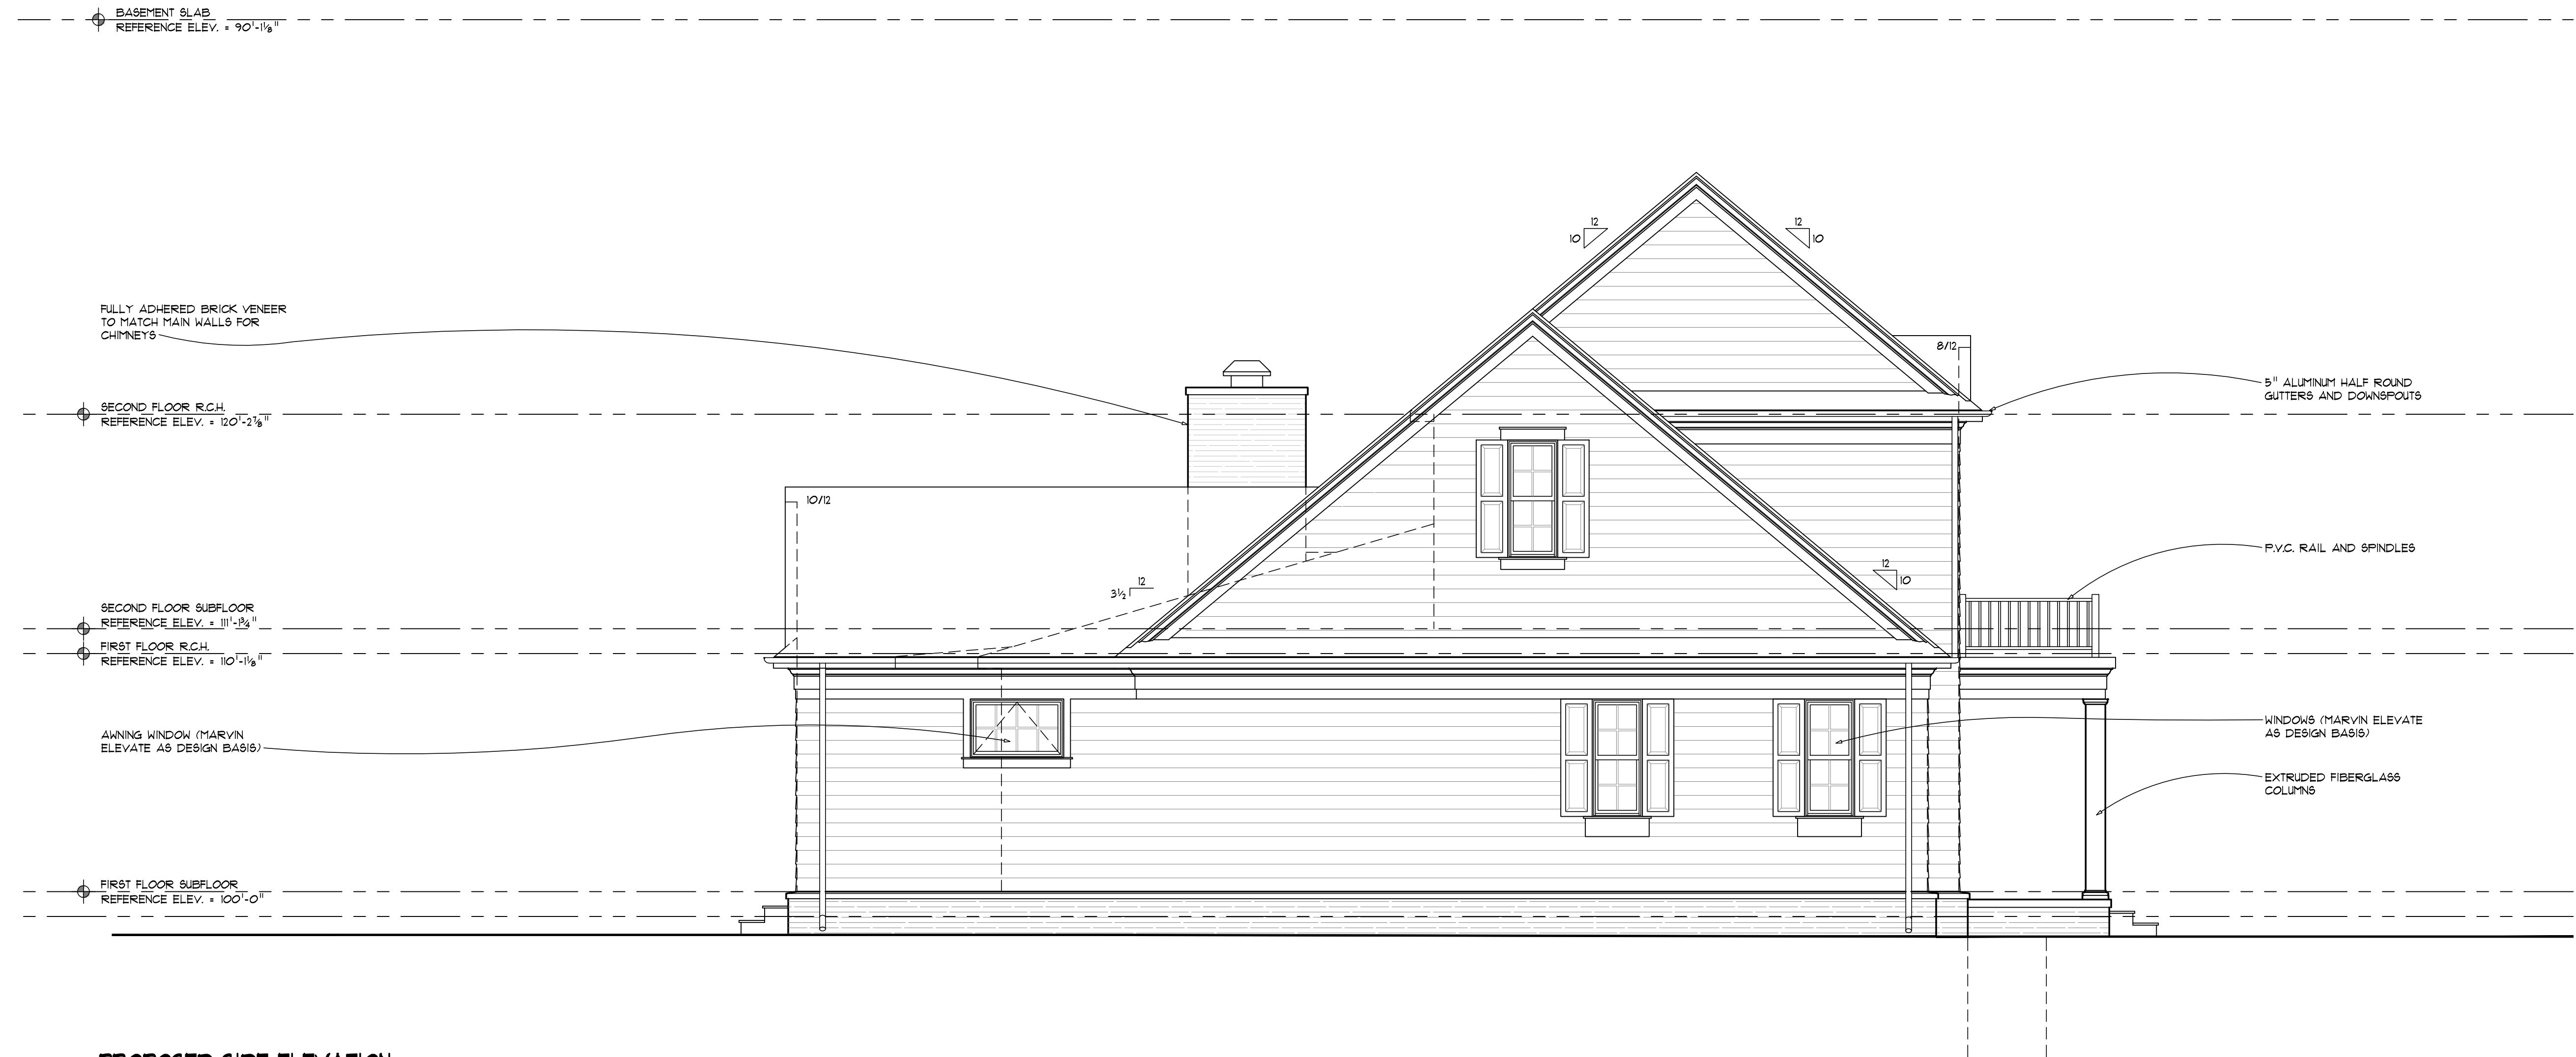 BASEMENT SLAB
REFERENCE ELEV. = 90'-1⅛"
12
10
12
10
FULLY ADHERED BRICK VENEER
TO MATCH MAIN WALLS FOR
CHIMNEYS
8/12
5" ALUMINUM HALF ROUND
GUTTERS AND DOWNSPOUTS
SECOND FLOOR R.C.H.
REFERENCE ELEV. = 120'-2⅞"
10/12
P.V.C. RAIL AND SPINDLES
12
10
12
3½
SECOND FLOOR SUBFLOOR
REFERENCE ELEV. = 111'-1¾"
FIRST FLOOR R.C.H.
REFERENCE ELEV. = 110'-1⅛"
AWNING WINDOW (MARVIN
ELEVATE AS DESIGN BASIS)
WINDOWS (MARVIN ELEVATE
AS DESIGN BASIS)
EXTRUDED FIBERGLASS
COLUMNS
FIRST FLOOR SUBFLOOR
REFERENCE ELEV. = 100'-0"
PROPOSED SIDE ELEVATION